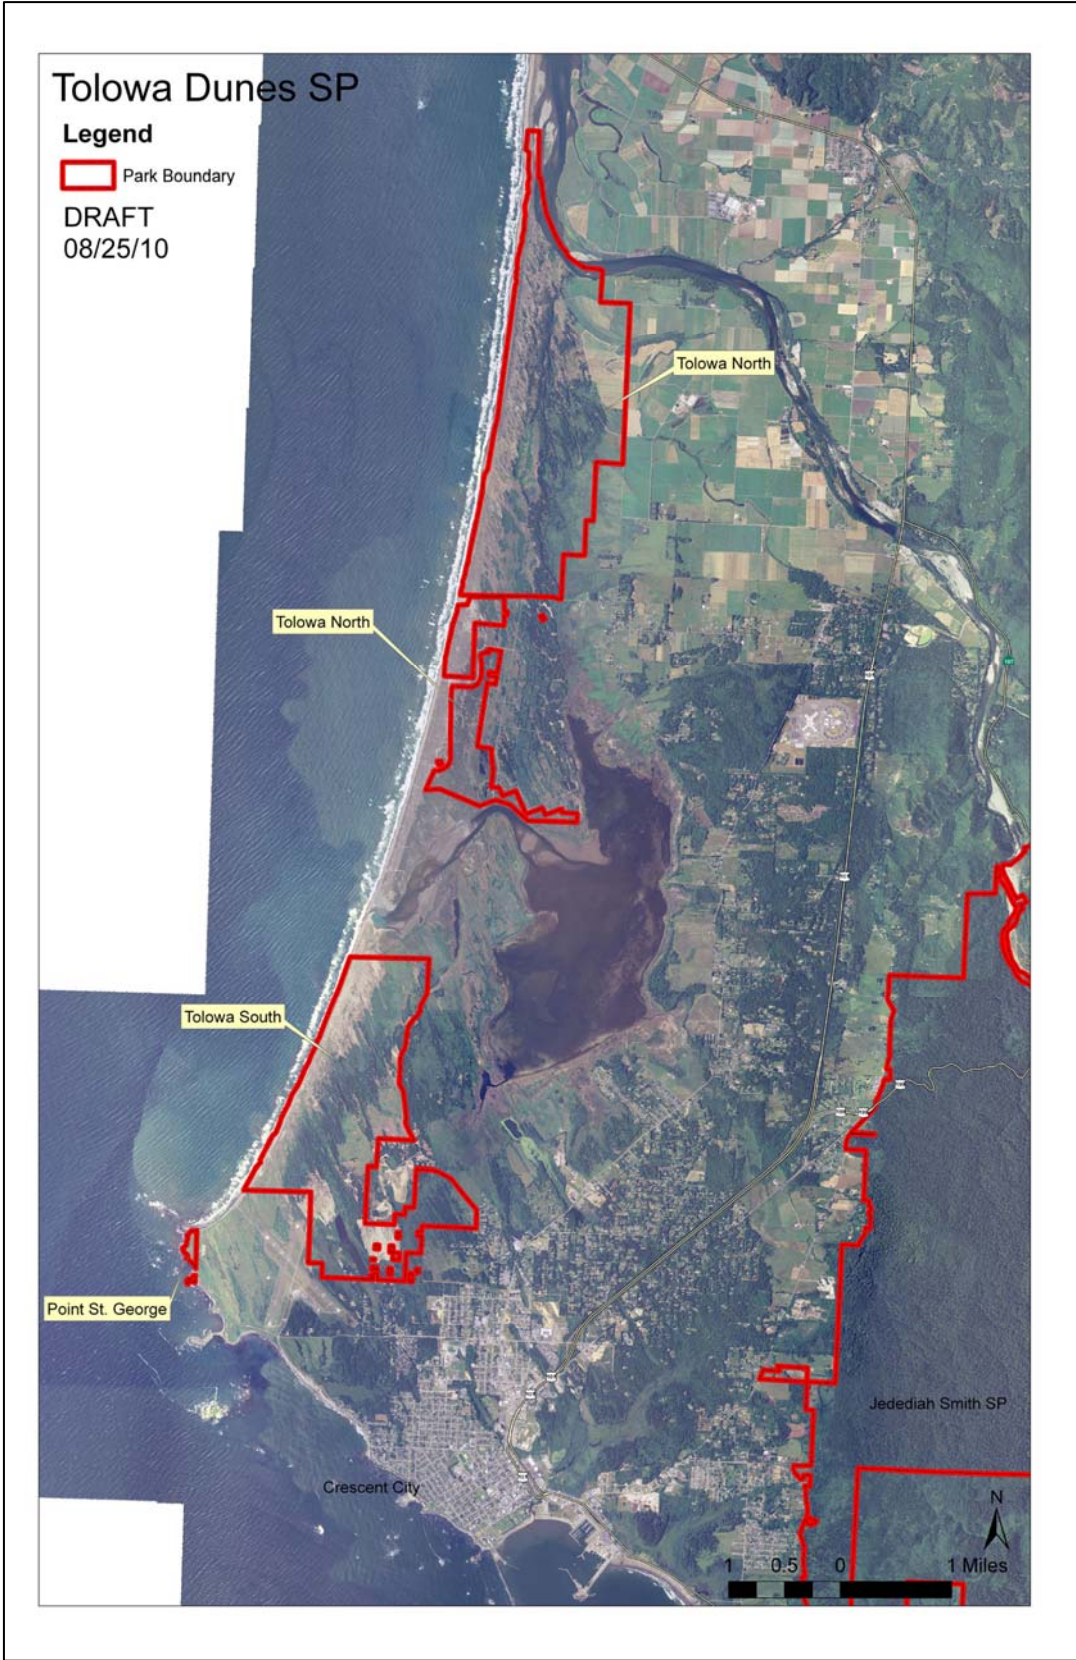 Tolowa Dunes SP
Legend
Park Boundary
DRAFT
08/25/10
Tolowa North
Tolowa North
Tolowa South
Point St. George
Jedediah Smith SP
Crescent City
N
1 0.5 0 1 Miles